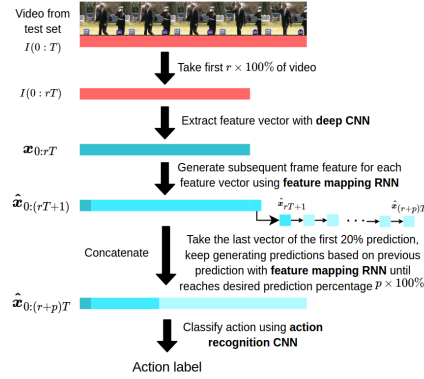 Video from
test set
I(0 : T)
Take first r × 100% of video
I(0 : rT)
Extract feature vector with deep CNN
x0:rT
Generate subsequent frame feature for each
feature vector using feature mapping RNN
x̂0:(rT+1)
x̂rT+1
x̂(r+p)T
Concatenate
Take the last vector of the first 20% prediction,
keep generating predictions based on previous
prediction with feature mapping RNN until
reaches desired prediction percentage p × 100%
x̂0:(r+p)T
Classify action using action
recognition CNN
Action label